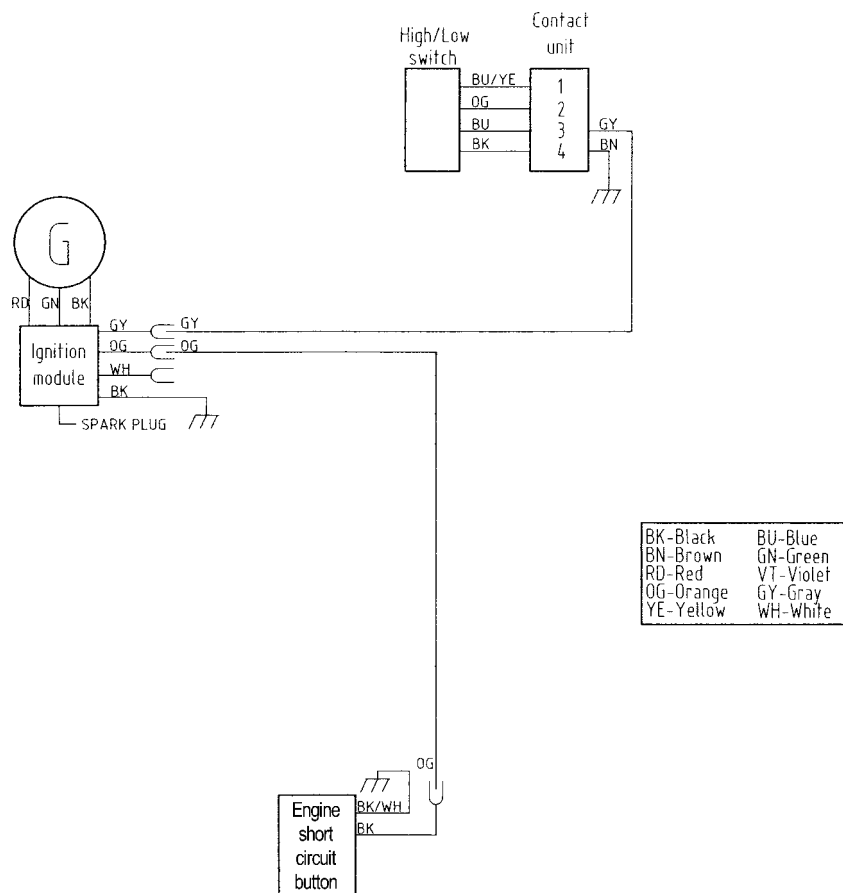 High/Low
switch
Contact
unit
BU/YE
OG
BU
BK
1
2
3
4
GY
BN
G
RD GN BK
Ignition
module
GY
OG
WH
BK
GY
OG
SPARK PLUG
BK-Black BU-Blue
BN-Brown GN-Green
RD-Red VT-Violet
OG-Orange GY-Gray
YE-Yellow WH-White
OG
Engine
short
circuit
button
BK/WH
BK